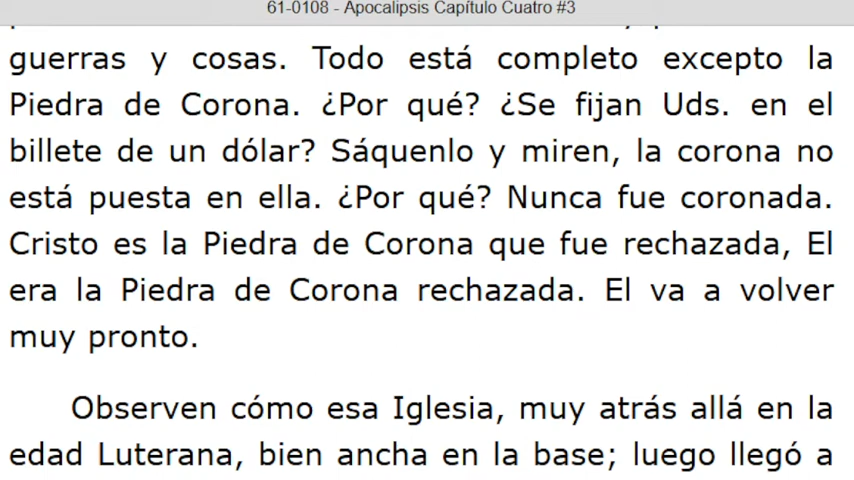 61-0108 - Apocalipsis Capítulo Cuatro #3
guerras y cosas. Todo está completo excepto la
Piedra de Corona. ¿Por qué? ¿Se fijan Uds. en el
billete de un dólar? Sáquenlo y miren, la corona no
está puesta en ella. ¿Por qué? Nunca fue coronada.
Cristo es la Piedra de Corona que fue rechazada, El
era la Piedra de Corona rechazada. El va a volver
muy pronto.
Observen cómo esa Iglesia, muy atrás allá en la
edad Luterana, bien ancha en la base; luego llegó a